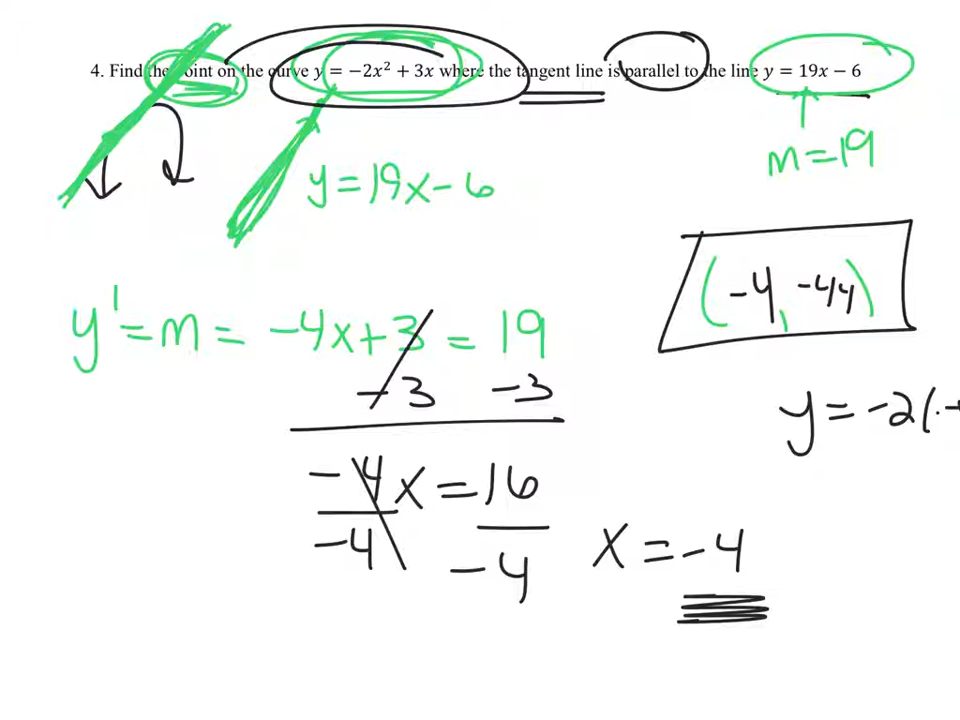 4. Find the point on the curve y = −2x² + 3x where the tangent line is parallel to the line y = 19x − 6
m=19
y=19x-6
(-4, -44)
y'=m= -4x+3 = 19
-3 -3
y=-2(-
-4x=16
-4 -4
x=-4